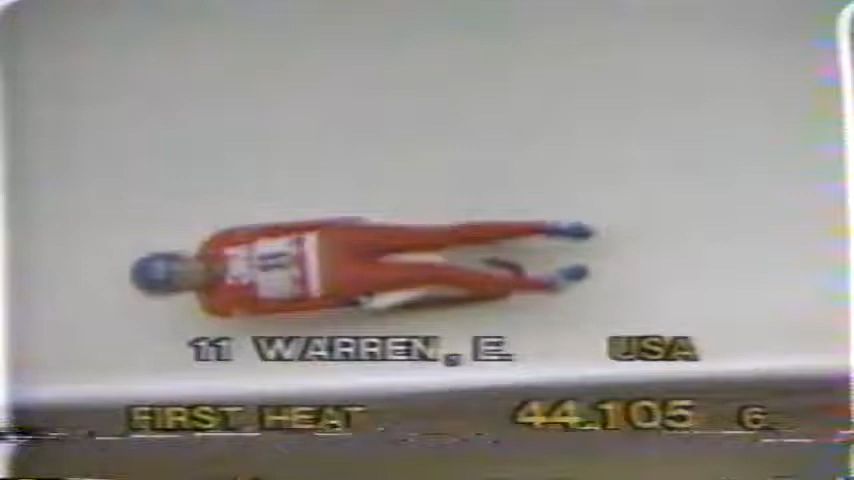 11 WARREN, E. USA
FIRST HEAT 44.105 6